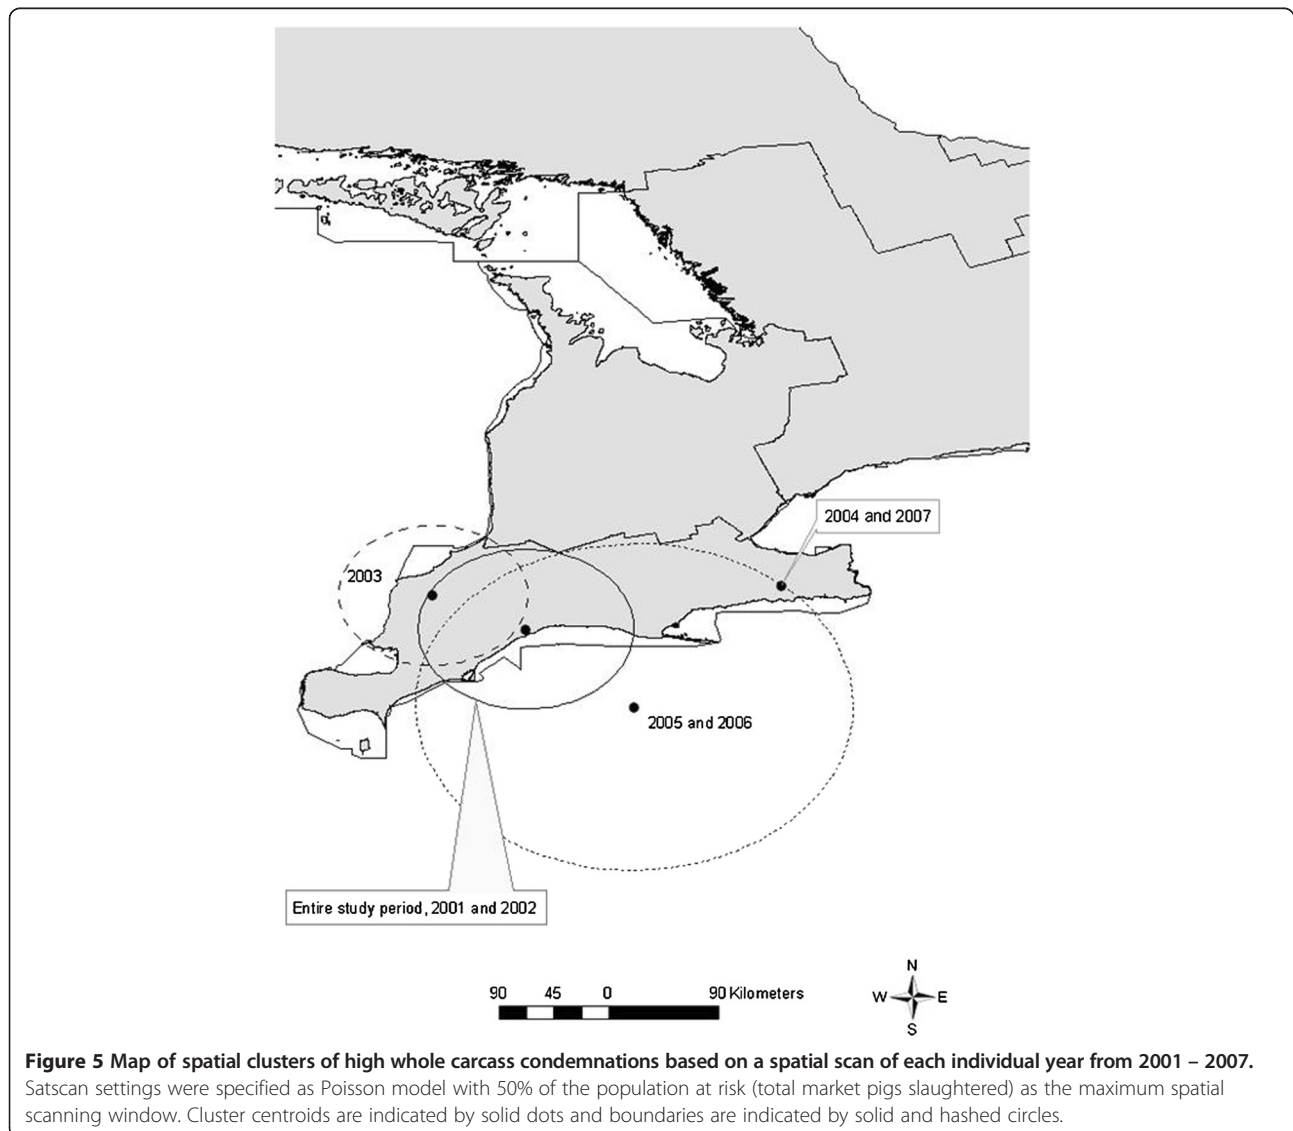 2004 and 2007
2003
2005 and 2006
Entire study period, 2001 and 2002
N
W E
S
90 45 0 90 Kilometers
Figure 5 Map of spatial clusters of high whole carcass condemnations based on a spatial scan of each individual year from 2001 – 2007.
Satscan settings were specified as Poisson model with 50% of the population at risk (total market pigs slaughtered) as the maximum spatial
scanning window. Cluster centroids are indicated by solid dots and boundaries are indicated by solid and hashed circles.